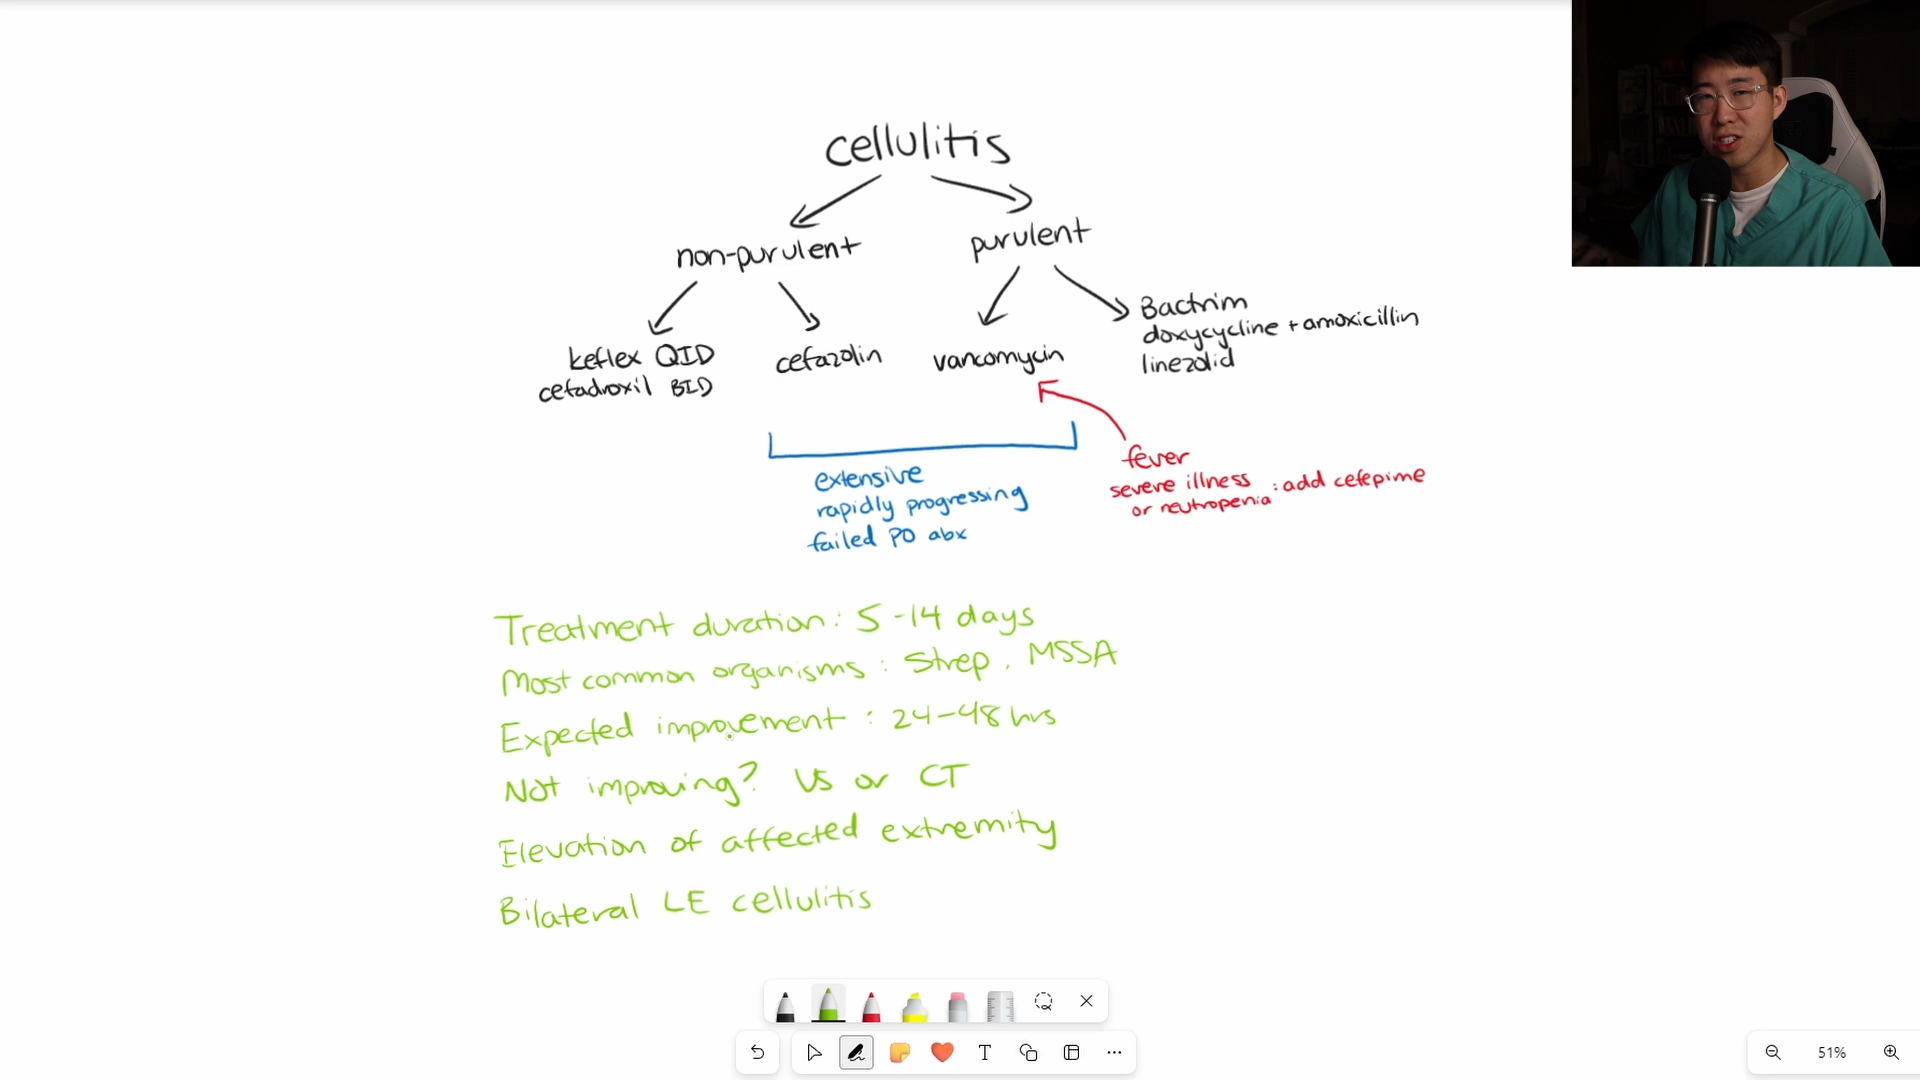 cellulitis
non-purulent
purulent
keflex QID
cefadroxil BID
cefazolin
vancomycin
Bactrim
doxycycline + amoxicillin
linezolid
extensive
rapidly progressing
failed PO abx
fever
severe illness
or neutropenia : add cefepime
Treatment duration: 5-14 days
Most common organisms: Strep, MSSA
Expected improvement: 24-48 hrs
Not improving? US or CT
Elevation of affected extremity
Bilateral LE cellulitis
T
51%